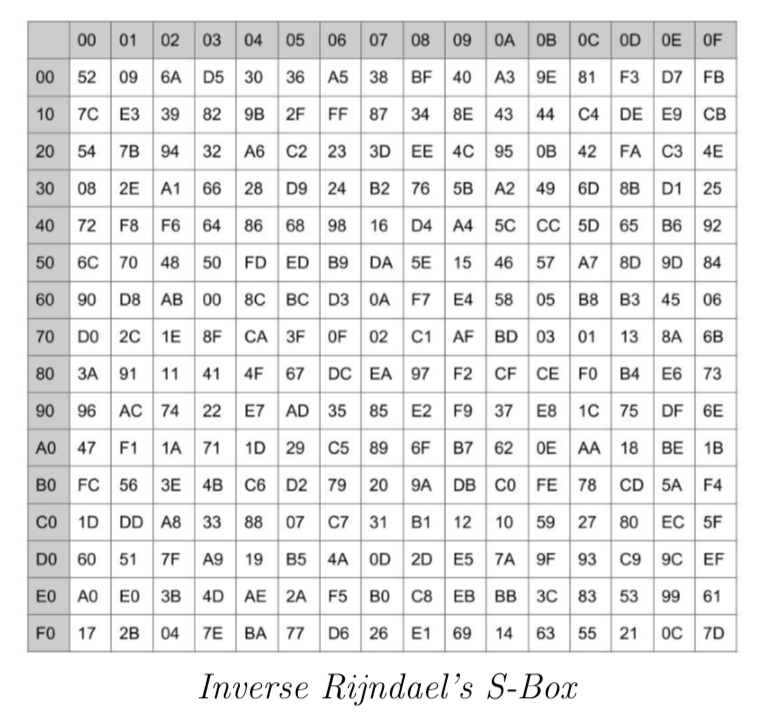 00 01 02 03 04 05 06 07 08 09 0A 0B 0C 0D 0E 0F
00 52 09 6A D5 30 36 A5 38 BF 40 A3 9E 81 F3 D7 FB
10 7C E3 39 82 9B 2F FF 87 34 8E 43 44 C4 DE E9 CB
20 54 7B 94 32 A6 C2 23 3D EE 4C 95 0B 42 FA C3 4E
30 08 2E A1 66 28 D9 24 B2 76 5B A2 49 6D 8B D1 25
40 72 F8 F6 64 86 68 98 16 D4 A4 5C CC 5D 65 B6 92
50 6C 70 48 50 FD ED B9 DA 5E 15 46 57 A7 8D 9D 84
60 90 D8 AB 00 8C BC D3 0A F7 E4 58 05 B8 B3 45 06
70 D0 2C 1E 8F CA 3F 0F 02 C1 AF BD 03 01 13 8A 6B
80 3A 91 11 41 4F 67 DC EA 97 F2 CF CE F0 B4 E6 73
90 96 AC 74 22 E7 AD 35 85 E2 F9 37 E8 1C 75 DF 6E
A0 47 F1 1A 71 1D 29 C5 89 6F B7 62 0E AA 18 BE 1B
B0 FC 56 3E 4B C6 D2 79 20 9A DB C0 FE 78 CD 5A F4
C0 1D DD A8 33 88 07 C7 31 B1 12 10 59 27 80 EC 5F
D0 60 51 7F A9 19 B5 4A 0D 2D E5 7A 9F 93 C9 9C EF
E0 A0 E0 3B 4D AE 2A F5 B0 C8 EB BB 3C 83 53 99 61
F0 17 2B 04 7E BA 77 D6 26 E1 69 14 63 55 21 0C 7D
Inverse Rijndael's S-Box